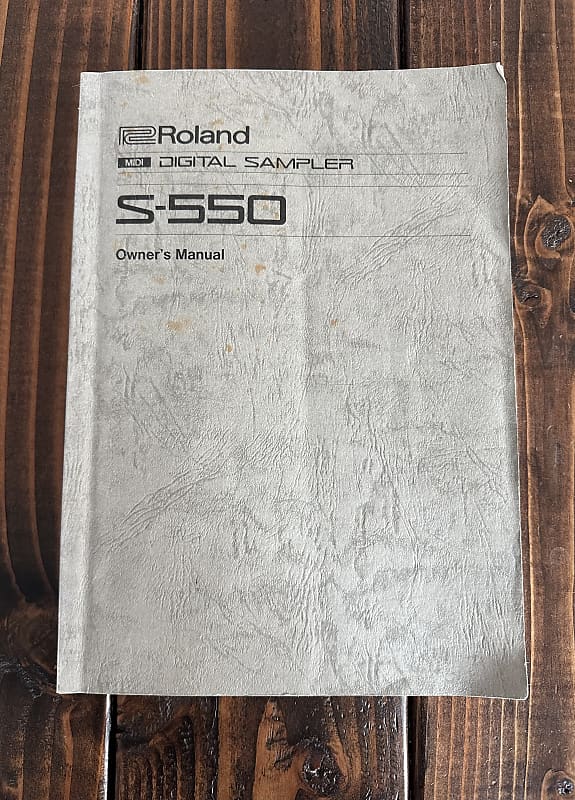 Roland
MIDI DIGITAL SAMPLER
S-550
Owner's Manual